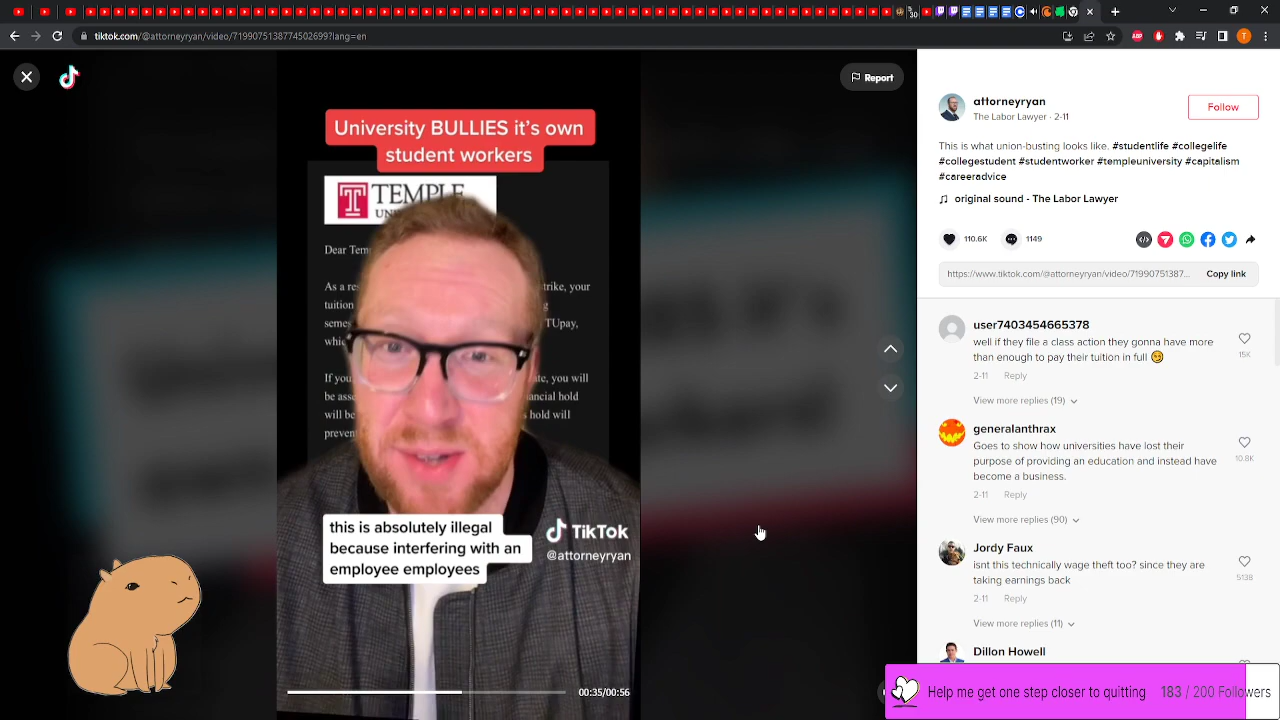 30
tiktok.com/@attorneyryan/video/7199075138774502699?lang=en
ABP
T
Report
University BULLIES it's own
student workers
TEMPLE
UN
Dear Tem
As a res
trike, your
tuition
g
semes
TUpay,
whic
If you
ate, you will
be asse
ancial hold
will be
s hold will
preven
this is absolutely illegal
because interfering with an
employee employees
TikTok
@attorneyryan
00:35/00:56
attorneyryan
The Labor Lawyer · 2-11
Follow
This is what union-busting looks like. #studentlife #collegelife
#collegestudent #studentworker #templeuniversity #capitalism
#careeradvice
original sound - The Labor Lawyer
110.6K
1149
https://www.tiktok.com/@attorneyryan/video/71990751387...
Copy link
user7403454665378
well if they file a class action they gonna have more
than enough to pay their tuition in full 😊
15K
2-11 Reply
View more replies (19)
generalanthrax
Goes to show how universities have lost their
purpose of providing an education and instead have
become a business.
10.8K
2-11 Reply
View more replies (90)
Jordy Faux
isnt this technically wage theft too? since they are
taking earnings back
5138
2-11 Reply
View more replies (11)
Dillon Howell
Help me get one step closer to quitting 183 / 200 Followers